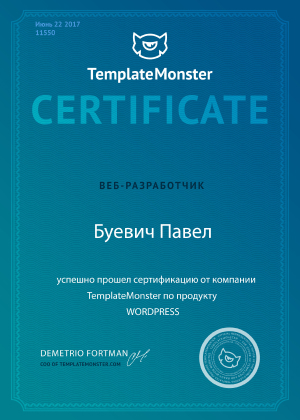 Июнь 22 2017
11550
TemplateMonster
CERTIFICATE
ВЕБ-РАЗРАБОТЧИК
Буевич Павел
успешно прошел сертификацию от компании
TemplateMonster по продукту
WORDPRESS
DEMETRIO FORTMAN
CEO OF TEMPLATEMONSTER.COM